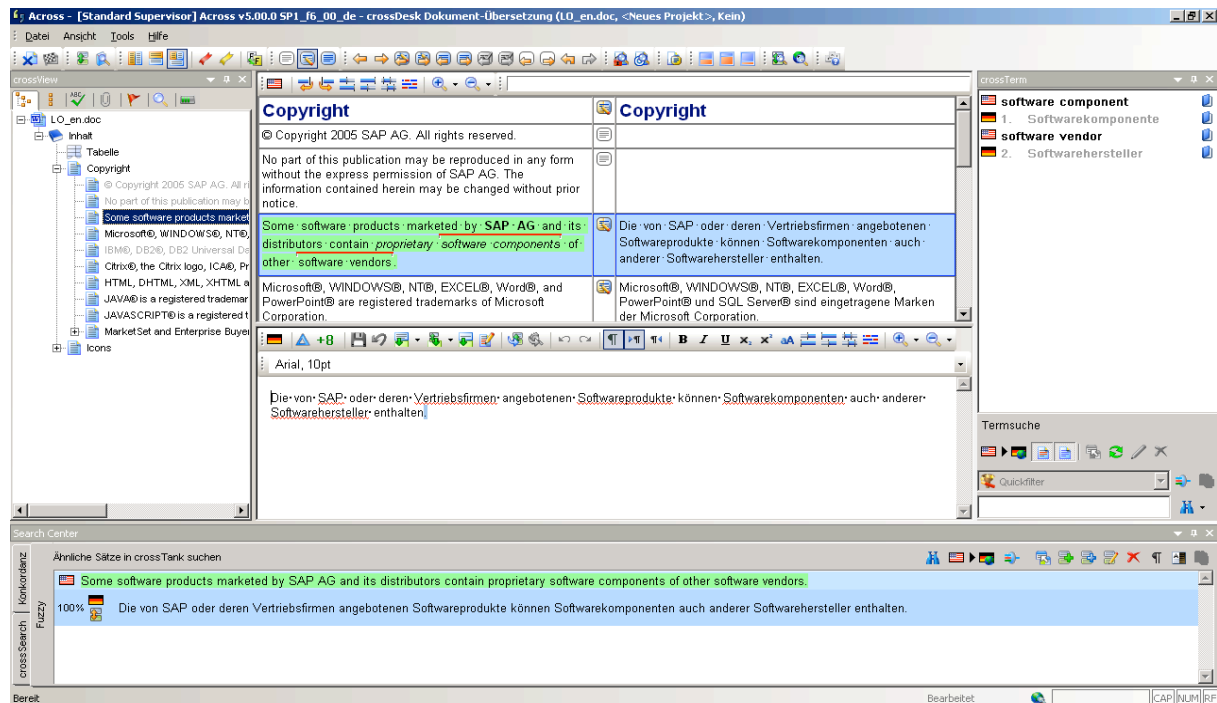 Across - [Standard Supervisor] Across v5.00.0 SP1_f6_00_de - crossDesk Dokument-Übersetzung (LO_en.doc, <Neues Projekt>, Kein)
Datei Ansicht Tools Hilfe
crossView
LO_en.doc
Inhalt
Tabelle
Copyright
© Copyright 2005 SAP AG. All ri
No part of this publication may b
Some software products market
Microsoft®, WINDOWS®, NT®,
IBM®, DB2®, DB2 Universal Da
Citrix®, the Citrix logo, ICA®, Pr
HTML, DHTML, XML, XHTML a
JAVA® is a registered trademar
JAVASCRIPT® is a registered t
MarketSet and Enterprise Buyer
Icons
Copyright Copyright
© Copyright 2005 SAP AG. All rights reserved.
No part of this publication may be reproduced in any form
without the express permission of SAP AG. The
information contained herein may be changed without prior
notice.
Some·software·products·marketed·by·SAP·AG·and·its·
distributors·contain·proprietary·software·components·of·
other·software·vendors.
Die·von·SAP·oder·deren·Vertriebsfirmen·angebotenen·
Softwareprodukte·können·Softwarekomponenten·auch·
anderer·Softwarehersteller·enthalten.
Microsoft®, WINDOWS®, NT®, EXCEL®, Word®, and
PowerPoint® are registered trademarks of Microsoft
Corporation.
Microsoft®, WINDOWS®, NT®, EXCEL®, Word®,
PowerPoint® und SQL Server® sind eingetragene Marken
der Microsoft Corporation.
+8 B I U x₂ x² aA
Arial, 10pt
Die·von·SAP·oder·deren·Vertriebsfirmen·angebotenen·Softwareprodukte·können·Softwarekomponenten·auch·anderer·
Softwarehersteller·enthalten.
crossTerm
software component
1. Softwarekomponente
software vendor
2. Softwarehersteller
Termsuche
Quickfilter
Search Center
Konkordanz
crossSearch
Fuzzy
Ähnliche Sätze in crossTank suchen
Some software products marketed by SAP AG and its distributors contain proprietary software components of other software vendors.
100% Die von SAP oder deren Vertriebsfirmen angebotenen Softwareprodukte können Softwarekomponenten auch anderer Softwarehersteller enthalten.
Bereit Bearbeitet CAP NUM RF